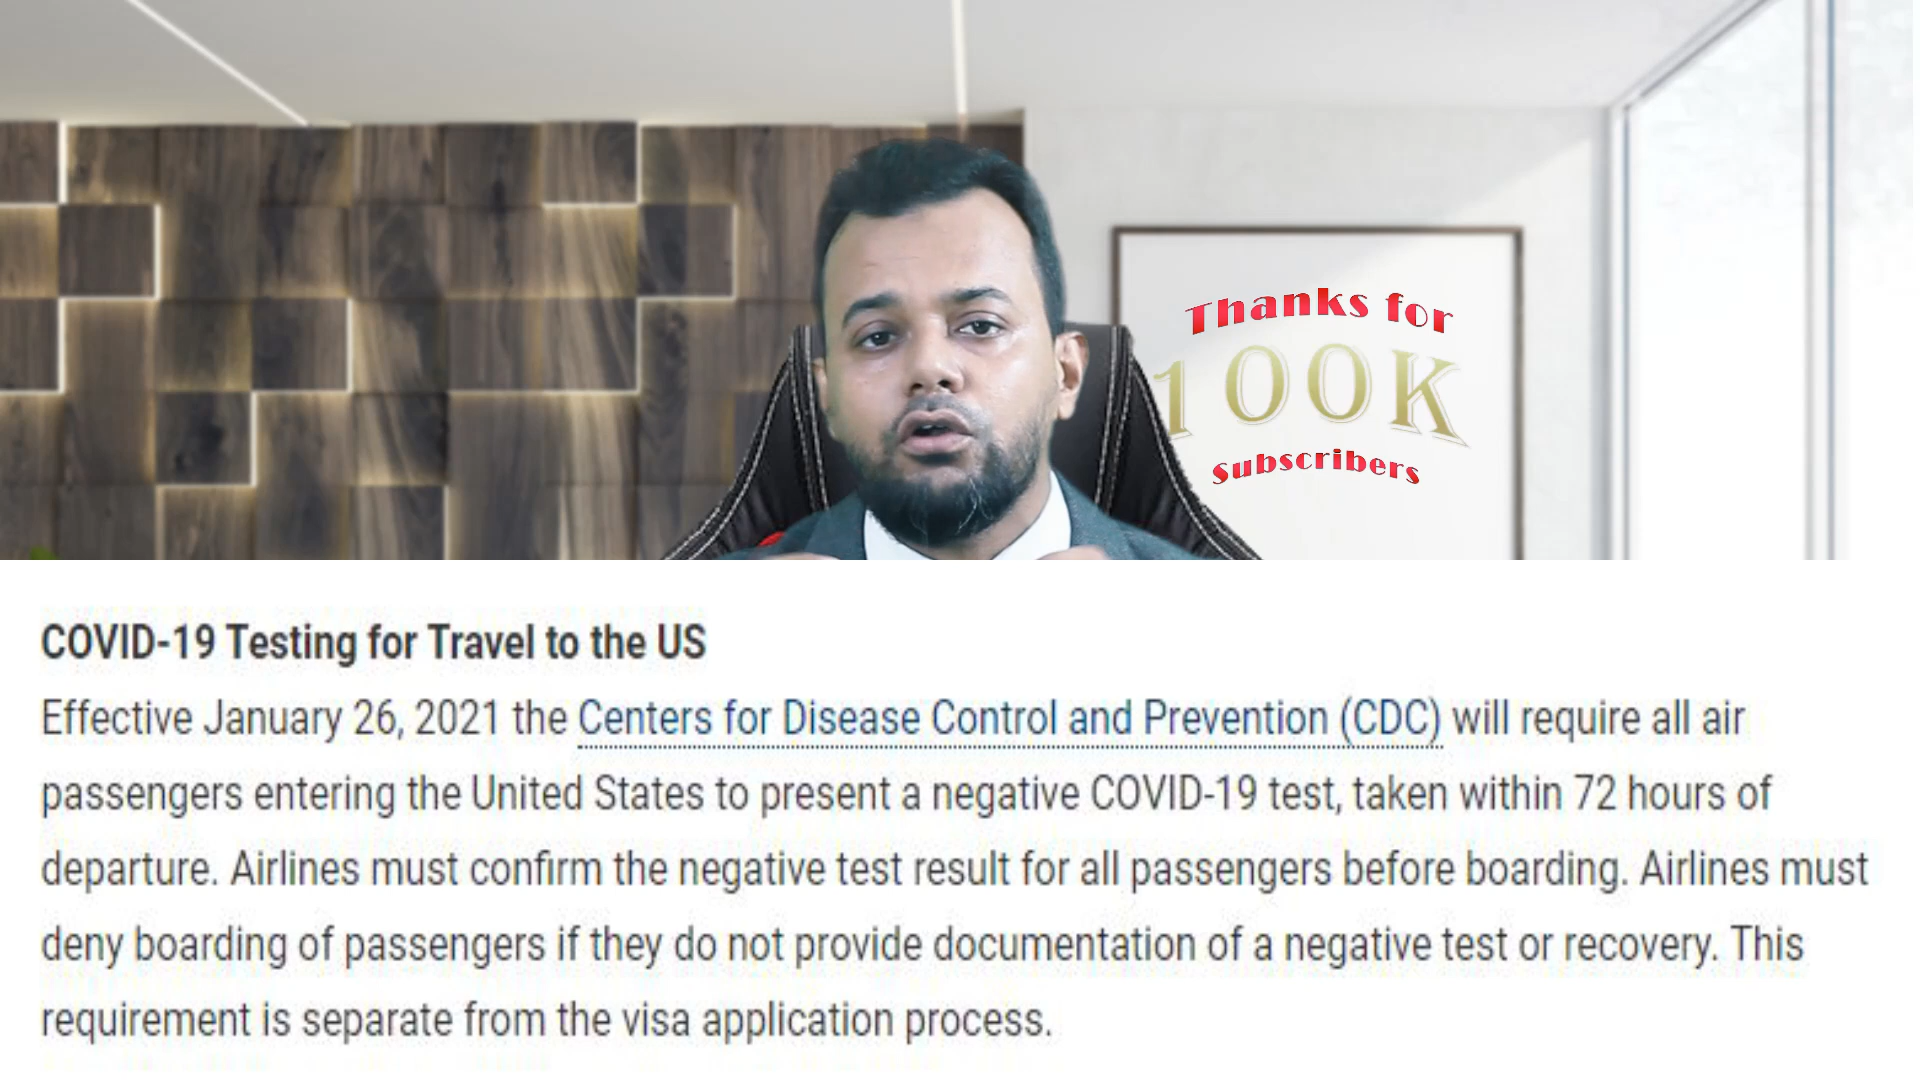 Thanks for
100K
Subscribers
COVID-19 Testing for Travel to the US
Effective January 26, 2021 the Centers for Disease Control and Prevention (CDC) will require all air
passengers entering the United States to present a negative COVID-19 test, taken within 72 hours of
departure. Airlines must confirm the negative test result for all passengers before boarding. Airlines must
deny boarding of passengers if they do not provide documentation of a negative test or recovery. This
requirement is separate from the visa application process.